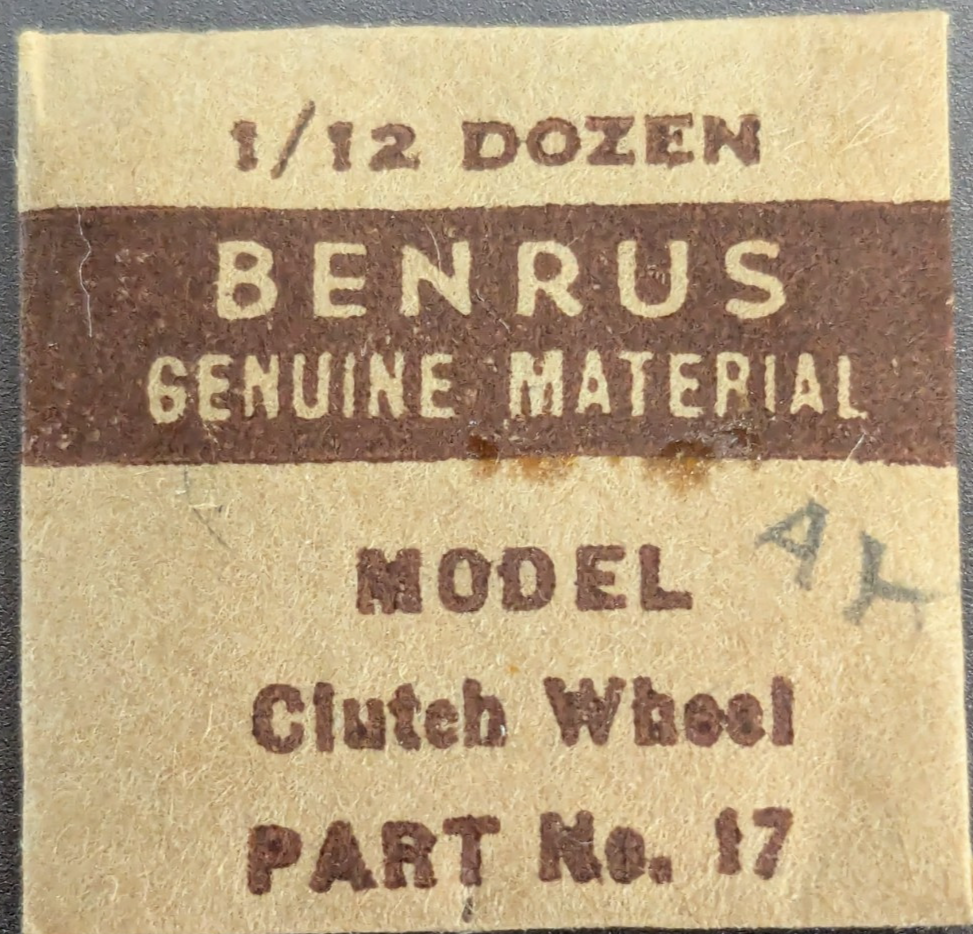 1/12 DOZEN
BENRUS
GENUINE MATERIAL
MODEL
Clutch Wheel
PART No. 17